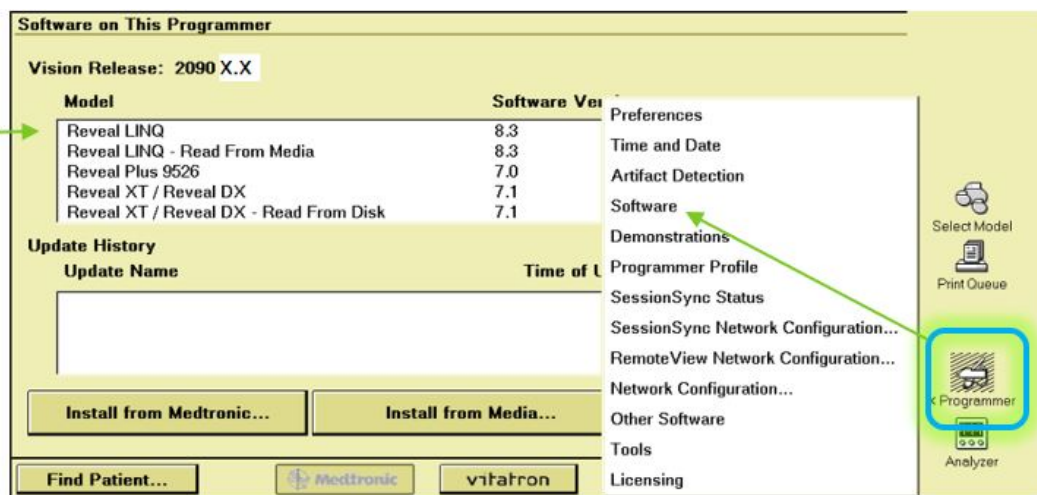 Software on This Programmer
Vision Release: 2090 X.X
Model
Software Ver
Reveal LINQ 8.3
Reveal LINQ - Read From Media 8.3
Reveal Plus 9526 7.0
Reveal XT / Reveal DX 7.1
Reveal XT / Reveal DX - Read From Disk 7.1
Update History
Update Name
Time of U
Install from Medtronic...
Install from Media...
Find Patient...
Medtronic
vitatron
Preferences
Time and Date
Artifact Detection
Software
Demonstrations
Programmer Profile
SessionSync Status
SessionSync Network Configuration...
RemoteView Network Configuration...
Network Configuration...
Other Software
Tools
Licensing
Select Model
Print Queue
< Programmer
Analyzer